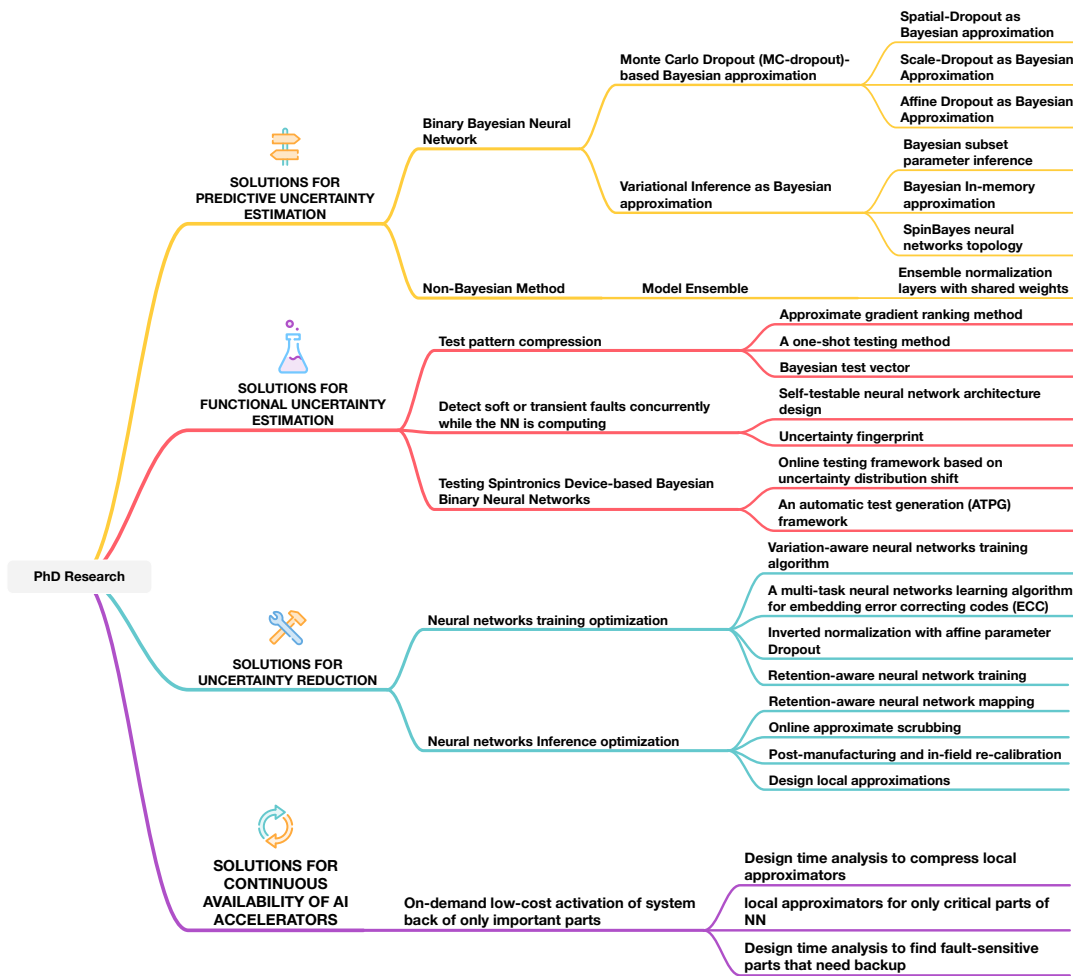 PhD Research
SOLUTIONS FOR
PREDICTIVE UNCERTAINTY
ESTIMATION
Binary Bayesian Neural
Network
Monte Carlo Dropout (MC-dropout)-
based Bayesian approximation
Spatial-Dropout as
Bayesian approximation
Scale-Dropout as Bayesian
Approximation
Affine Dropout as Bayesian
Approximation
Variational Inference as Bayesian
approximation
Bayesian subset
parameter inference
Bayesian In-memory
approximation
SpinBayes neural
networks topology
Non-Bayesian Method
Model Ensemble
Ensemble normalization
layers with shared weights
SOLUTIONS FOR
FUNCTIONAL UNCERTAINTY
ESTIMATION
Test pattern compression
Approximate gradient ranking method
A one-shot testing method
Bayesian test vector
Detect soft or transient faults concurrently
while the NN is computing
Self-testable neural network architecture
design
Uncertainty fingerprint
Testing Spintronics Device-based Bayesian
Binary Neural Networks
Online testing framework based on
uncertainty distribution shift
An automatic test generation (ATPG)
framework
SOLUTIONS FOR
UNCERTAINTY REDUCTION
Neural networks training optimization
Variation-aware neural networks training
algorithm
A multi-task neural networks learning algorithm
for embedding error correcting codes (ECC)
Inverted normalization with affine parameter
Dropout
Retention-aware neural network training
Neural networks Inference optimization
Retention-aware neural network mapping
Online approximate scrubbing
Post-manufacturing and in-field re-calibration
Design local approximations
SOLUTIONS FOR
CONTINUOUS
AVAILABILITY OF AI
ACCELERATORS
On-demand low-cost activation of system
back of only important parts
Design time analysis to compress local
approximators
local approximators for only critical parts of
NN
Design time analysis to find fault-sensitive
parts that need backup